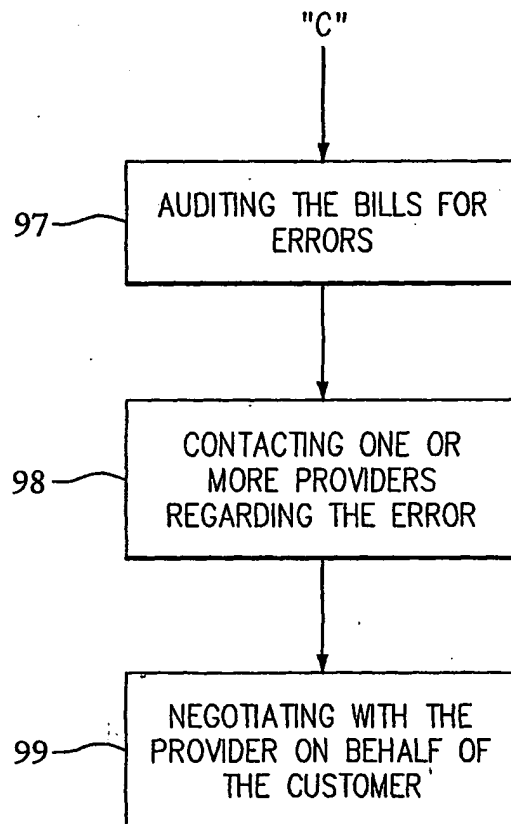 "C"
97
AUDITING THE BILLS FOR
ERRORS
98
CONTACTING ONE OR
MORE PROVIDERS
REGARDING THE ERROR
99
NEGOTIATING WITH THE
PROVIDER ON BEHALF OF
THE CUSTOMER